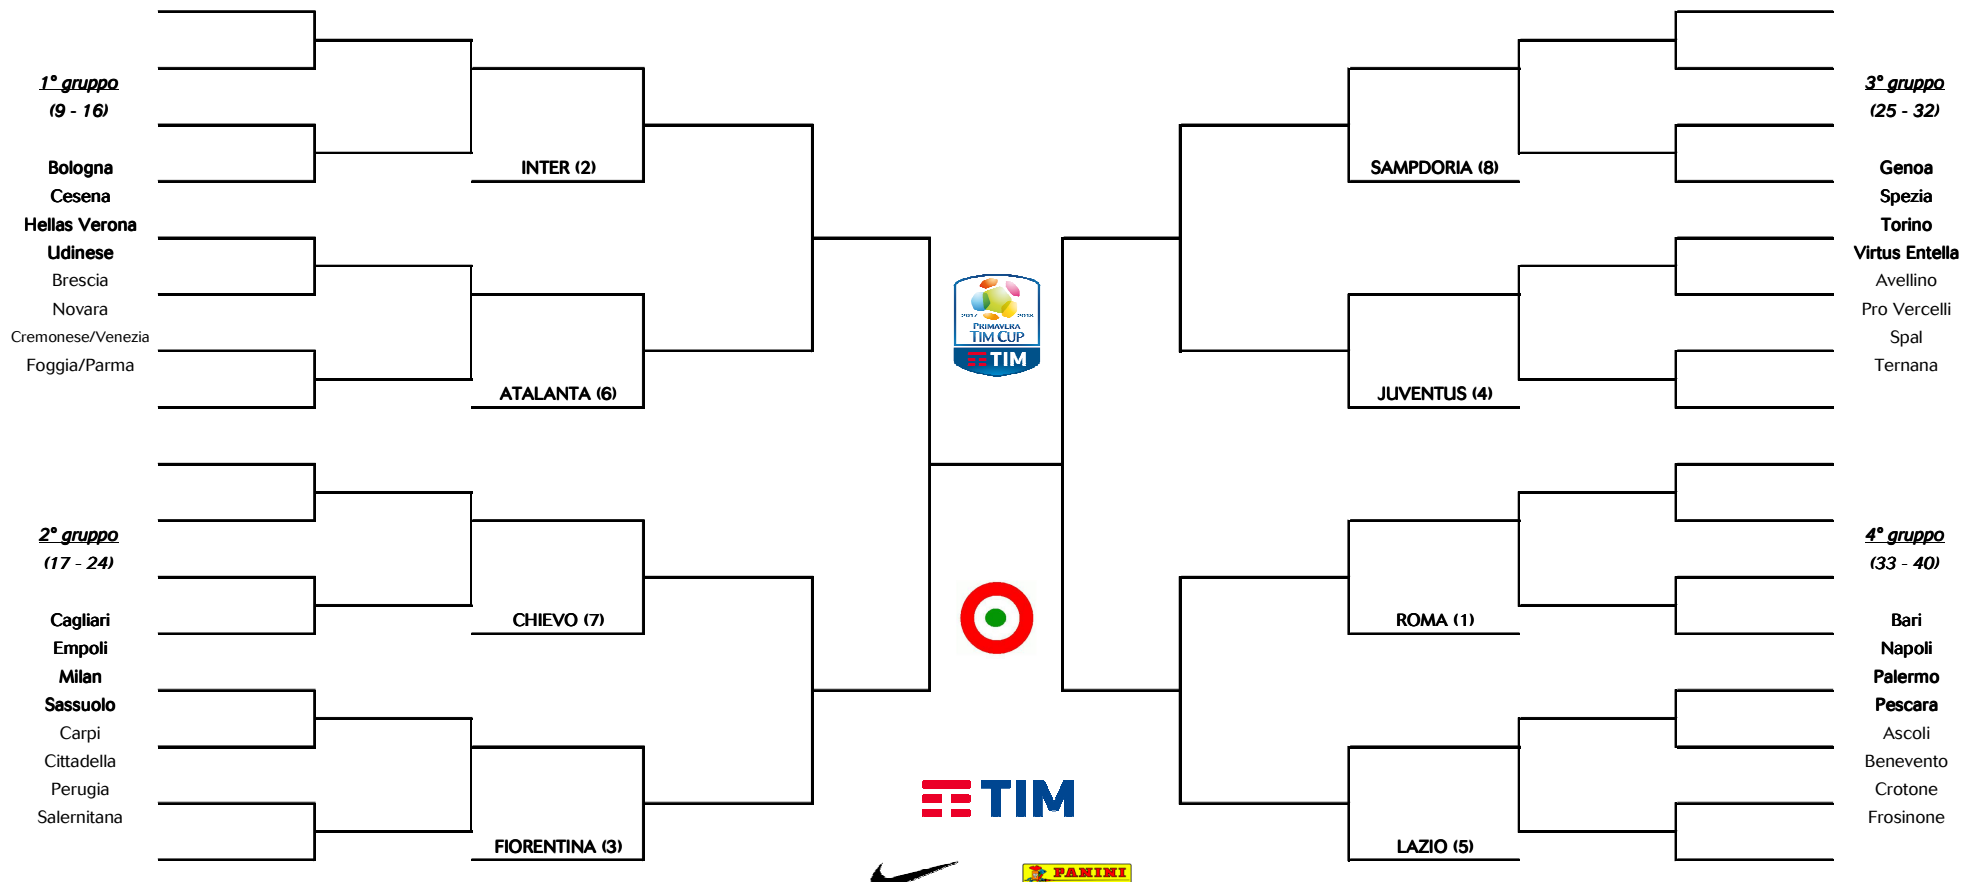 1° gruppo
(9 - 16)
Bologna
Cesena
Hellas Verona
Udinese
Brescia
Novara
Cremonese/Venezia
Foggia/Parma
INTER (2)
ATALANTA (6)
2° gruppo
(17 - 24)
Cagliari
Empoli
Milan
Sassuolo
Carpi
Cittadella
Perugia
Salernitana
CHIEVO (7)
FIORENTINA (3)
2017 2018
PRIMAVERA
TIM CUP
TIM
TIM
PANINI
SAMPDORIA (8)
JUVENTUS (4)
3° gruppo
(25 - 32)
Genoa
Spezia
Torino
Virtus Entella
Avellino
Pro Vercelli
Spal
Ternana
ROMA (1)
LAZIO (5)
4° gruppo
(33 - 40)
Bari
Napoli
Palermo
Pescara
Ascoli
Benevento
Crotone
Frosinone